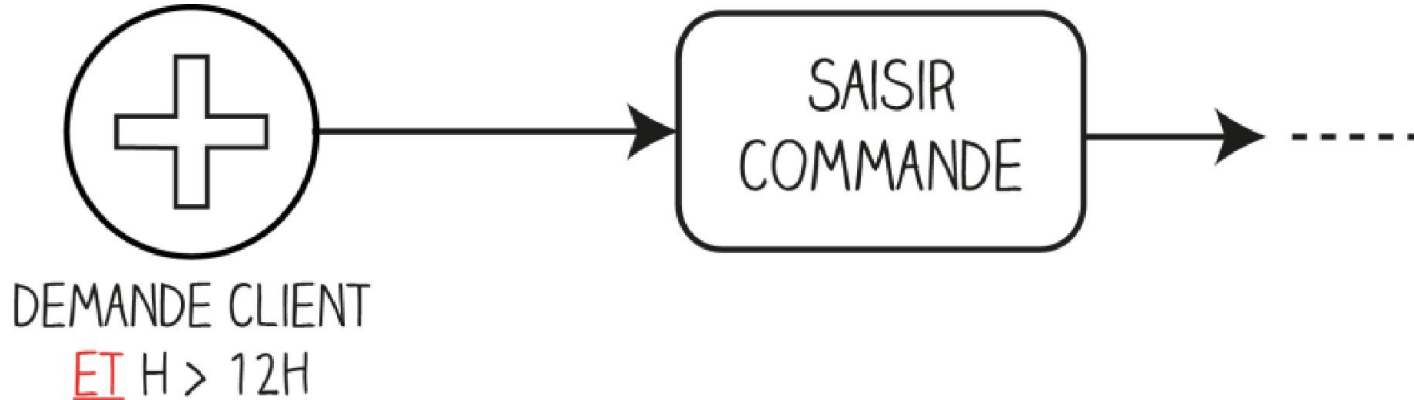 DEMANDE CLIENT
ET H > 12H
SAISIR
COMMANDE